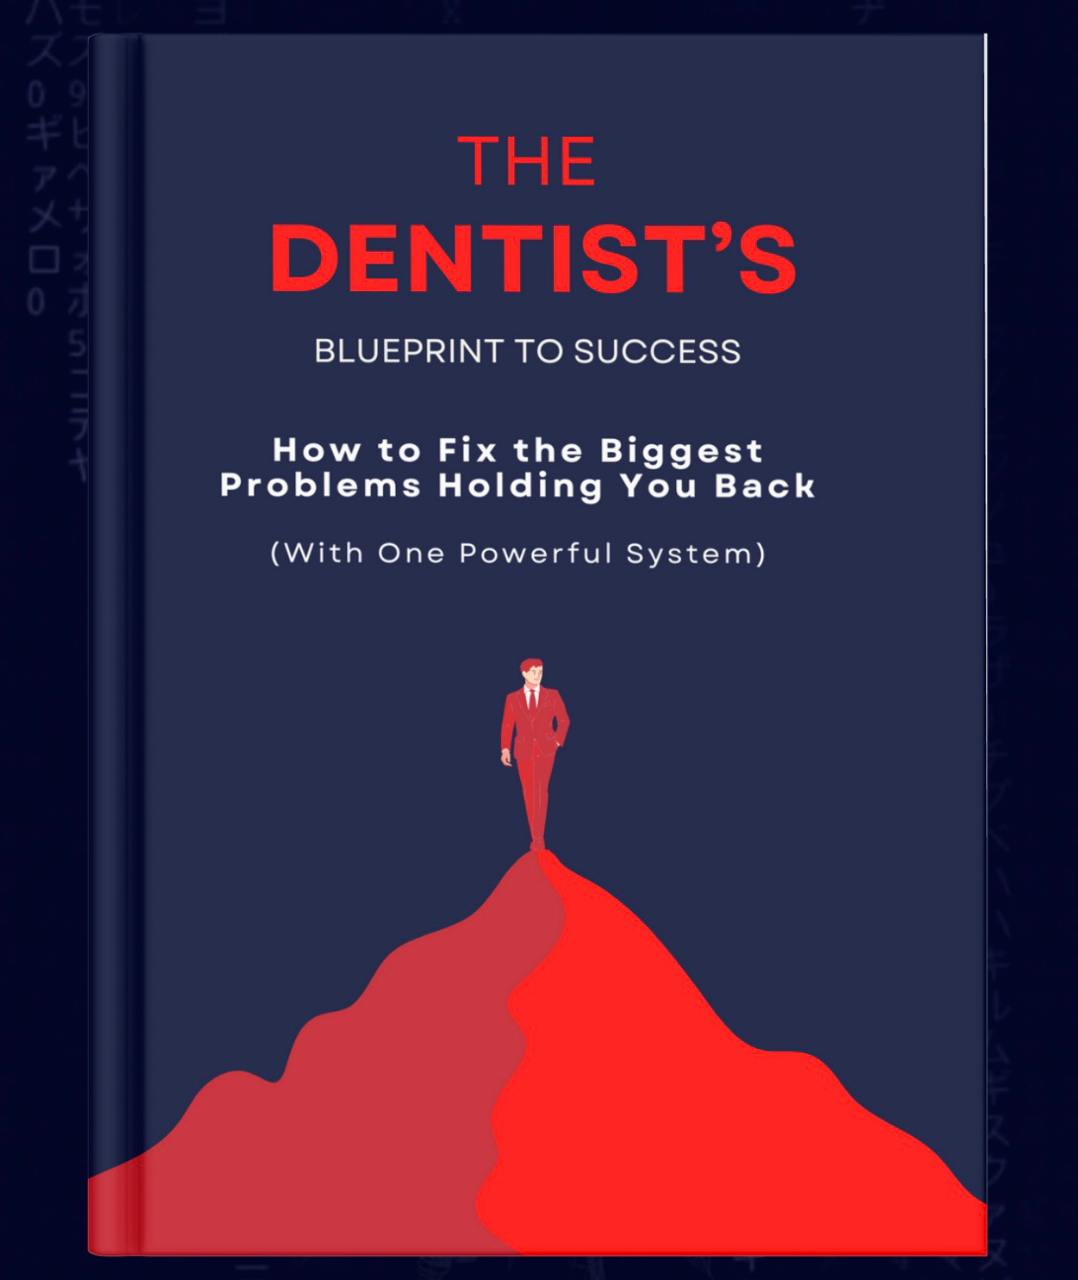 THE
DENTIST’S
BLUEPRINT TO SUCCESS
How to Fix the Biggest
Problems Holding You Back
(With One Powerful System)